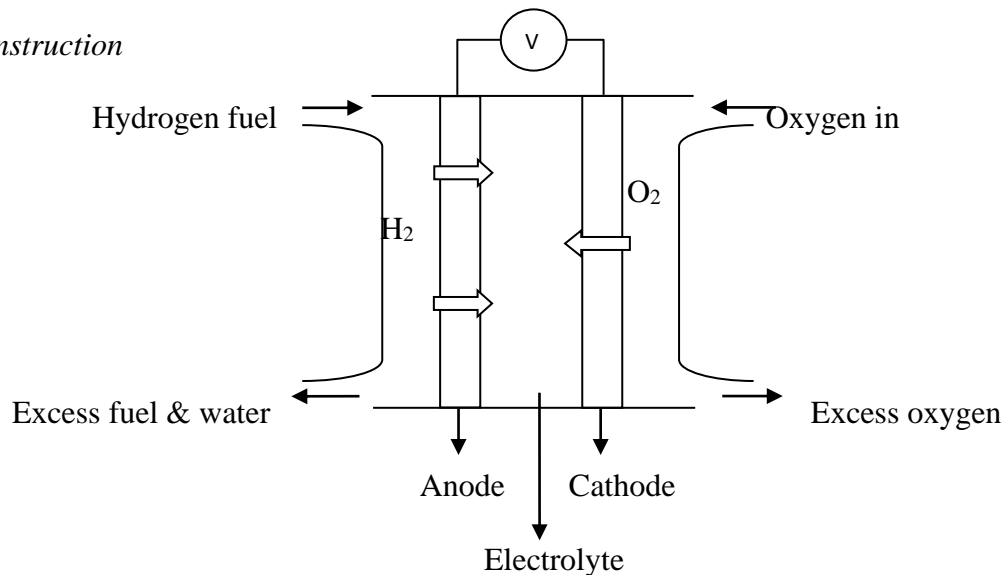 nstruction
V
Hydrogen fuel
Oxygen in
O₂
H₂
Excess fuel & water
Excess oxygen
Anode
Cathode
Electrolyte